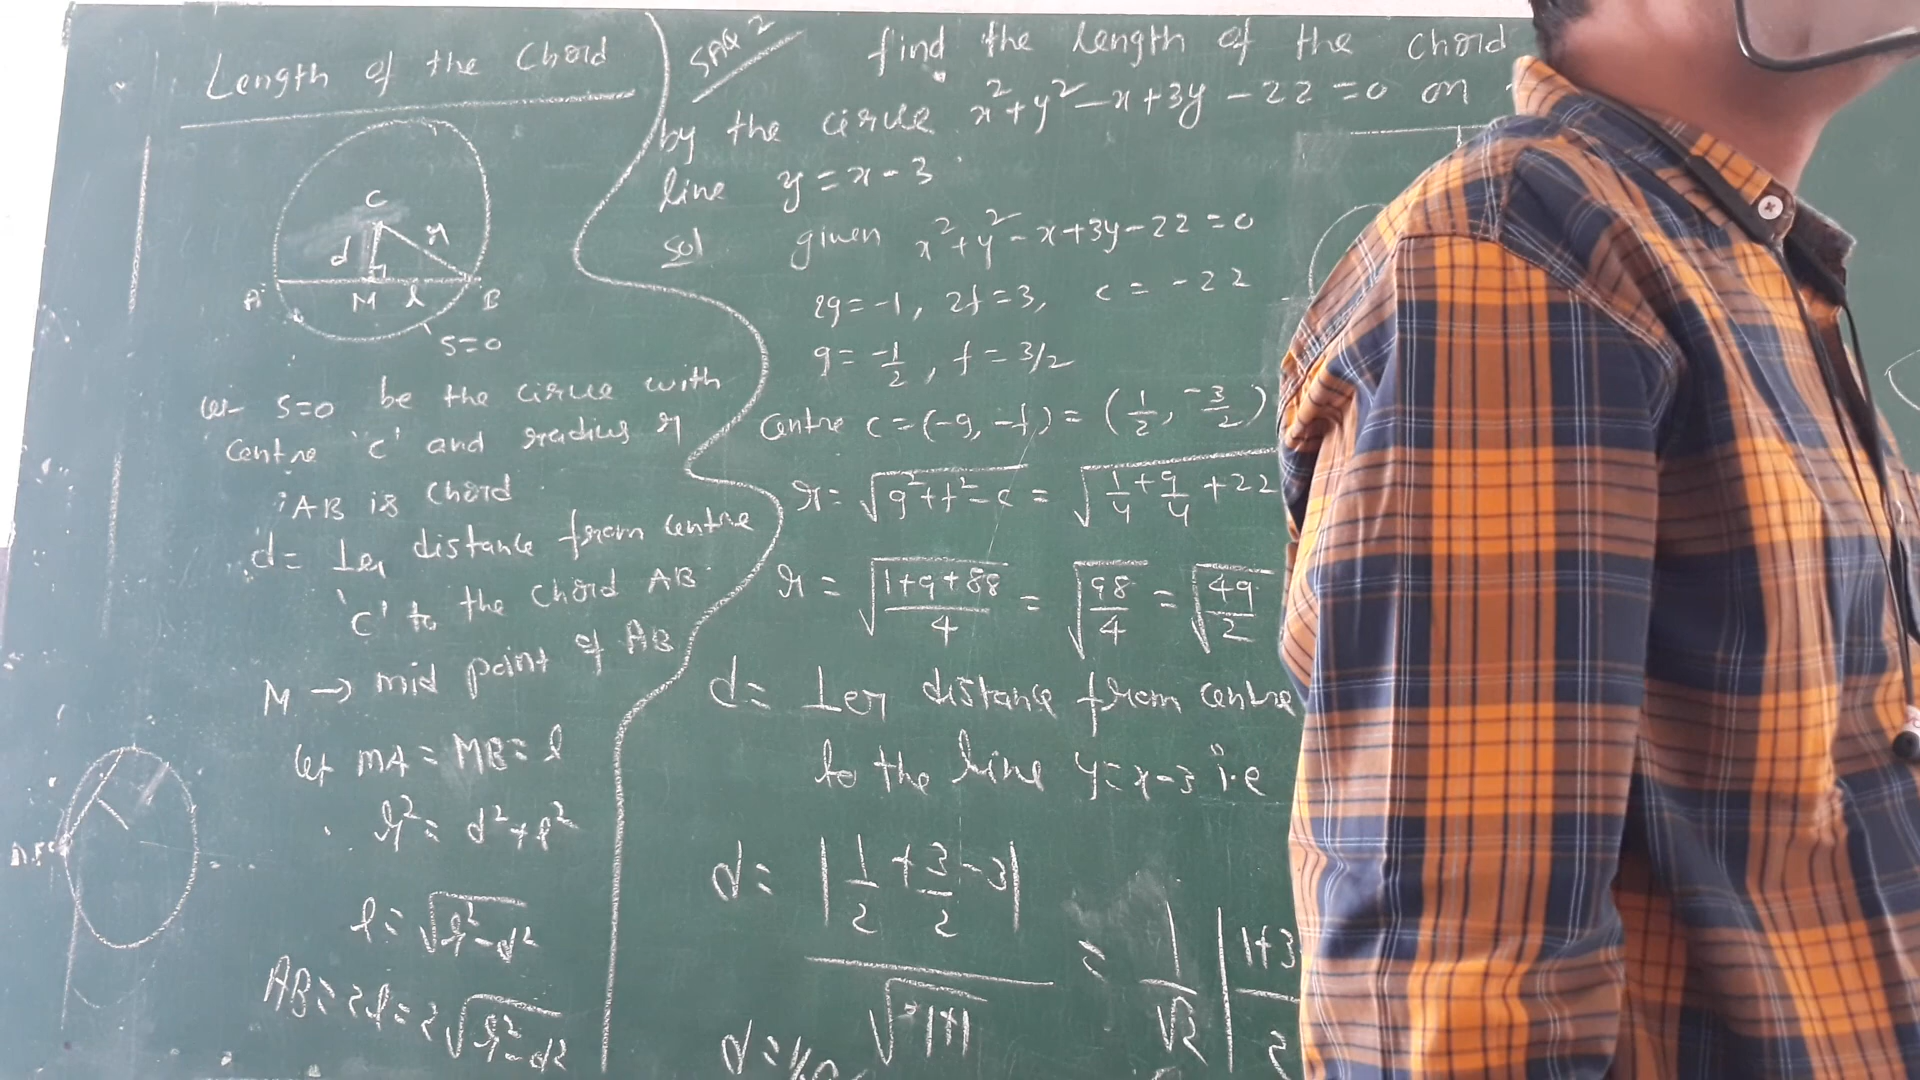 Length of the Chord
C
d
r
A
M
l
B
S=0
let S=0 be the circle with
centre 'C' and radius r
AB is chord
d= ⊥er distance from centre
'C' to the chord AB
M → mid point of AB
let MA = MB = l
r² = d²+l²
l = √r²-d²
AB = 2l = 2√r²-d²
SAQ 2
find the length of the chord
by the circle x²+y²-x+3y-22=0 on
line y=x-3
sol given x²+y²-x+3y-22=0
2g=-1, 2f=3, c=-22
g=-1/2, f=3/2
Centre c=(-g,-f)=(1/2,-3/2)
r=√g²+f²-c = √1/4+9/4+22
r=√(1+9+88)/4 = √98/4 = √49/2
d= ⊥er distance from centre
to the line y=x-3 i.e
d= |1/2+3/2-3|/√1+1 = 1/√2 |1+3
2
d=